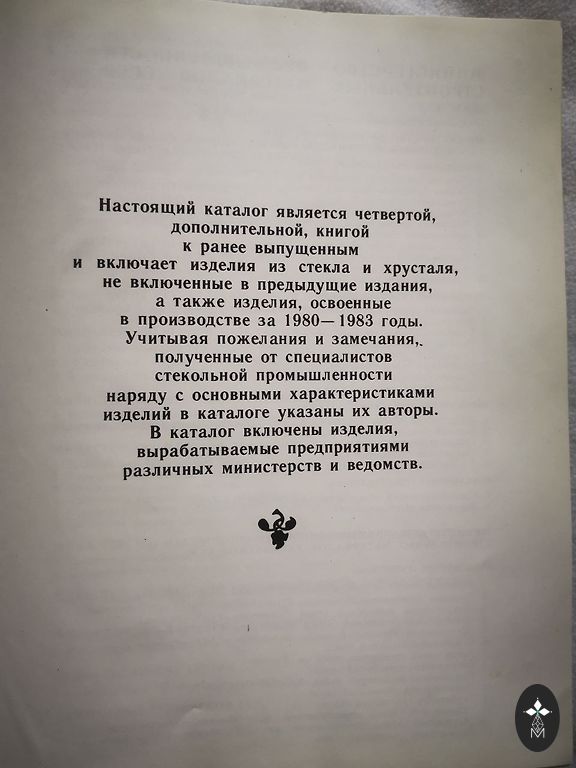 Настоящий каталог является четвертой,
дополнительной, книгой
к ранее выпущенным
и включает изделия из стекла и хрусталя,
не включенные в предыдущие издания,
а также изделия, освоенные
в производстве за 1980—1983 годы.
Учитывая пожелания и замечания,
полученные от специалистов
стекольной промышленности
наряду с основными характеристиками
изделий в каталоге указаны их авторы.
В каталог включены изделия,
вырабатываемые предприятиями
различных министерств и ведомств.